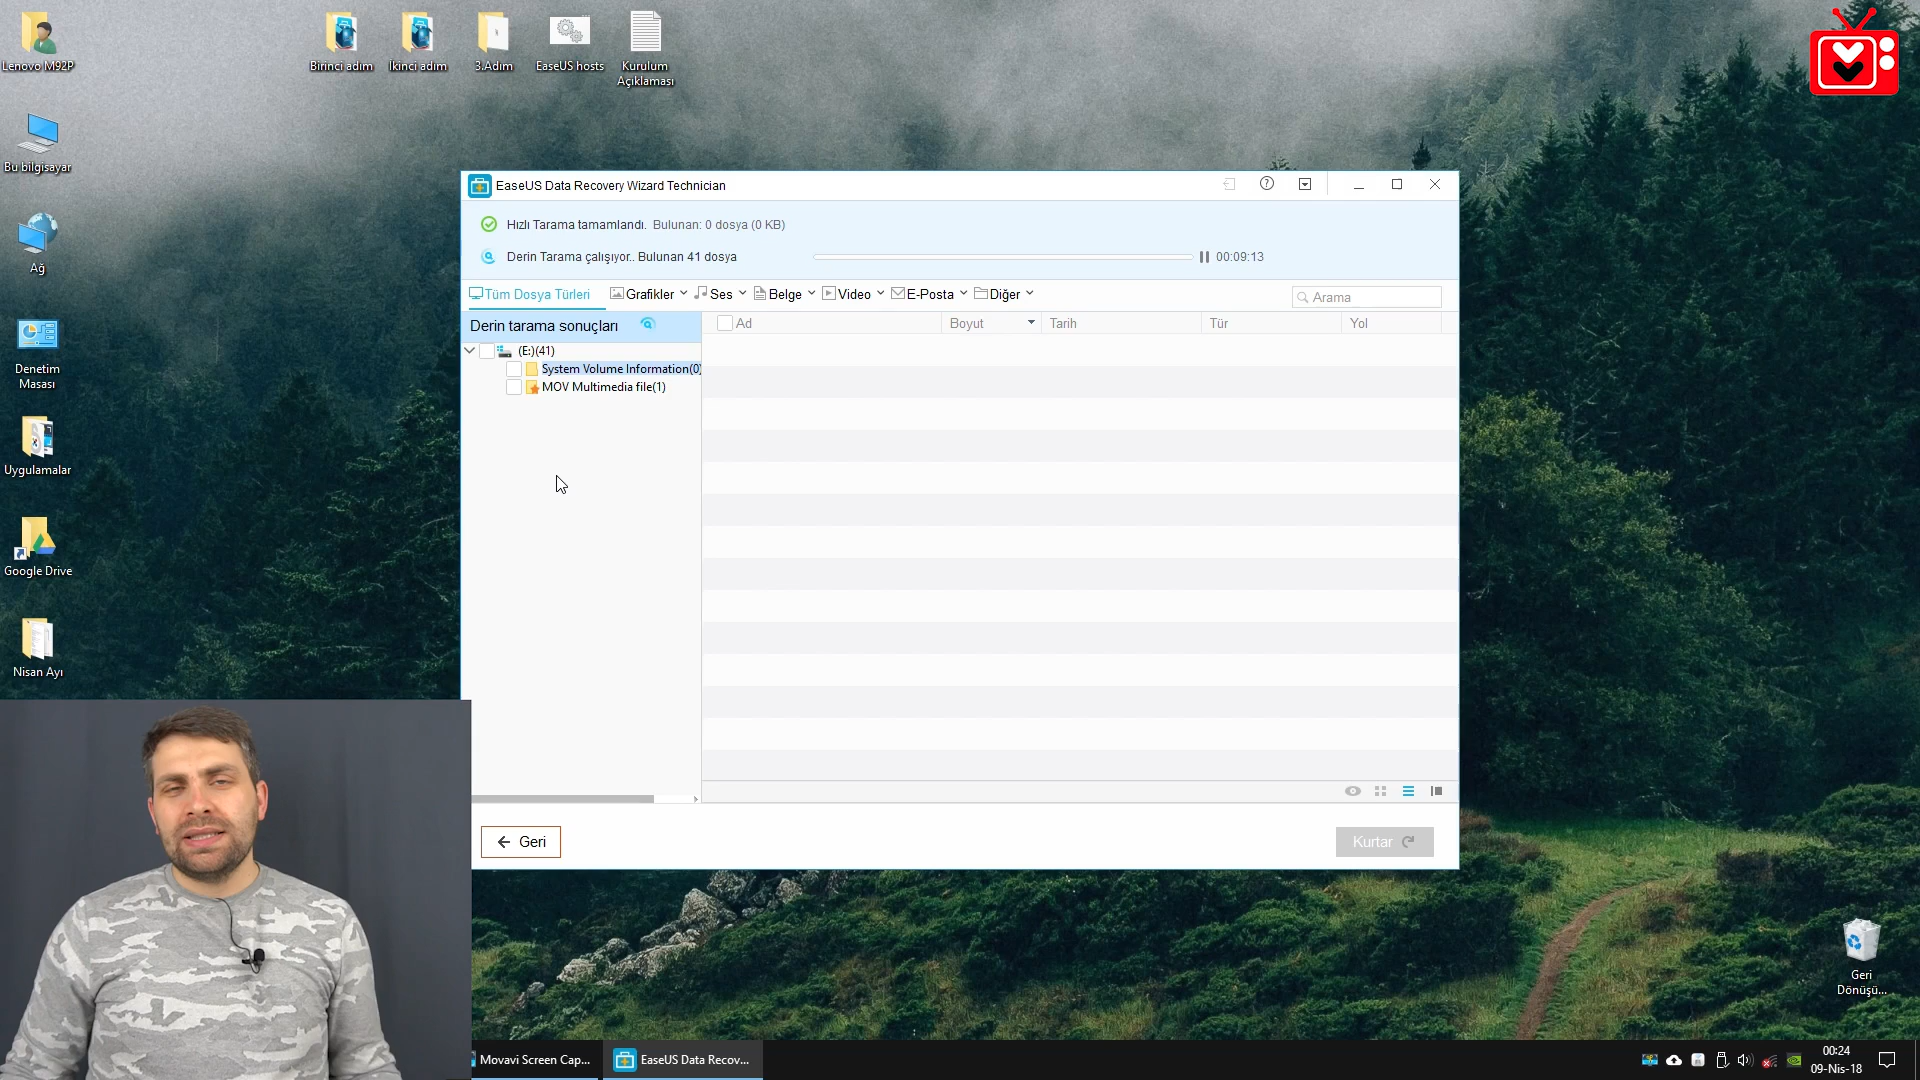 Lenovo M92P
Birinci adım
İkinci adım
3.Adım
EaseUS hosts
Kurulum
Açıklaması
Bu bilgisayar
Ağ
Denetim
Masası
Uygulamalar
Google Drive
Nisan Ayı
EaseUS Data Recovery Wizard Technician
Hızlı Tarama tamamlandı. Bulunan: 0 dosya (0 KB)
Derin Tarama çalışıyor.. Bulunan 41 dosya
00:09:13
Tüm Dosya Türleri
Grafikler
Ses
Belge
Video
E-Posta
Diğer
Arama
Derin tarama sonuçları
Ad
Boyut
Tarih
Tür
Yol
(E:)(41)
System Volume Information(0)
MOV Multimedia file(1)
Geri
Kurtar
Geri
Dönüşü...
Movavi Screen Cap...
EaseUS Data Recov...
00:24
09-Nis-18